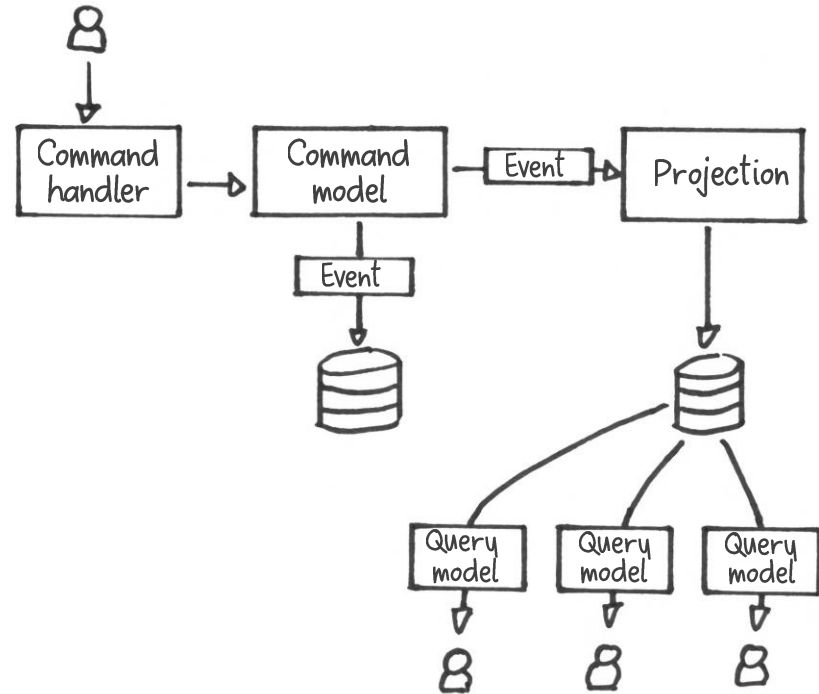 Command
handler
Command
model
Event
Projection
Event
Query
model
Query
model
Query
model